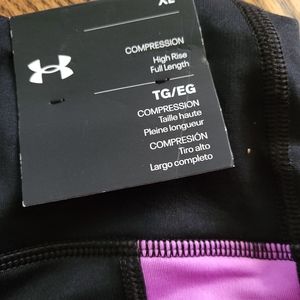 XL
COMPRESSION
High Rise
Full Length
TG/EG
COMPRESSION
Taille haute
Pleine longueur
COMPRESIÓN
Tiro alto
Largo completo